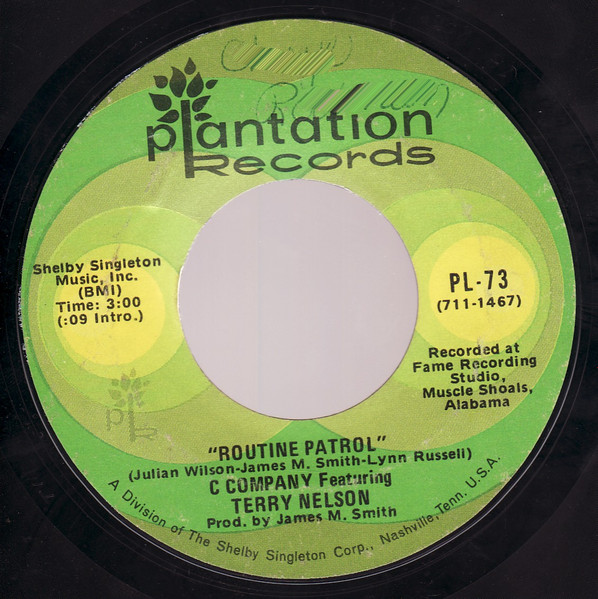 plantation
Records
Shelby Singleton
Music, Inc.
(BMI)
Time: 3:00
(:09 Intro.)
PL-73
(711-1467)
Recorded at
Fame Recording
Studio,
Muscle Shoals,
Alabama
"ROUTINE PATROL"
(Julian Wilson-James M. Smith-Lynn Russell)
C COMPANY Featuring
TERRY NELSON
Prod. by James M. Smith
A Division of The Shelby Singleton Corp., Nashville, Tenn. U.S.A.